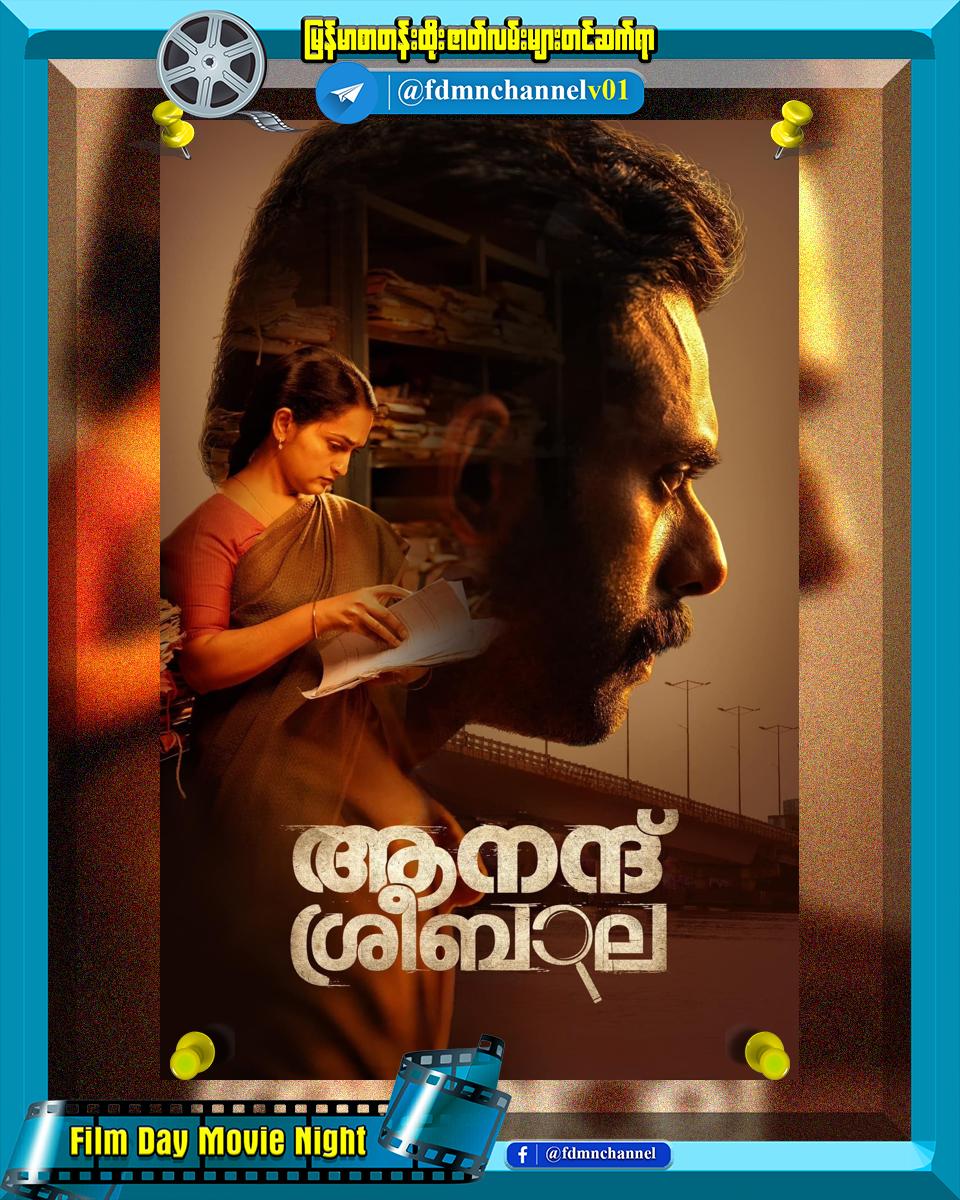 မြန်မာစာတန်းထိုးဇာတ်လမ်းများတင်ဆက်ရာ
@fdmnchannelv01
ആനന്ദ്
ശ്രീബാല
Film Day Movie Night
@fdmnchannel